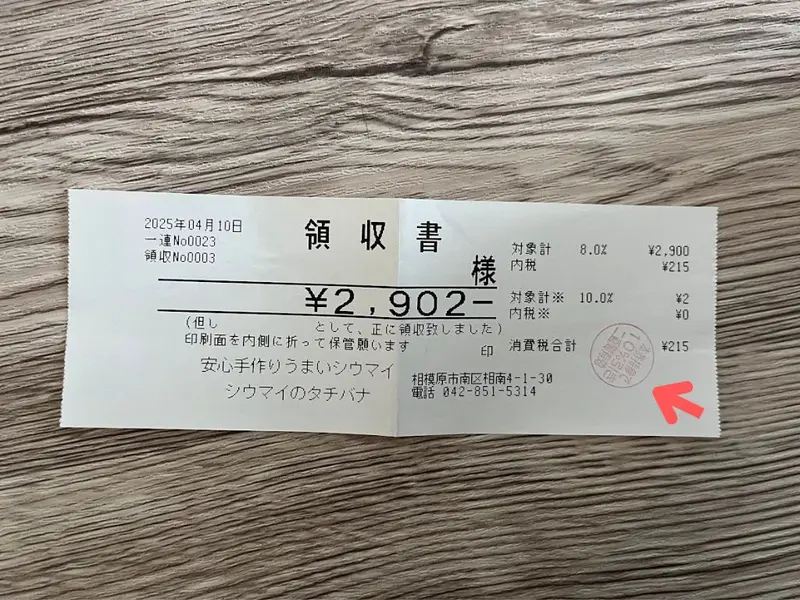 2025年04月10日
一連No0023
領収No0003
領収書
様
¥2,902-
(但し として、正に領収致しました)
印刷面を内側に折って保管願います
印
安心手作りうまいシウマイ
シウマイのタチバナ
対象計 8.0% ¥2,900
内税 ¥215
対象計※ 10.0% ¥2
内税※ ¥0
消費税合計 ¥215
相模原市南区相南4-1-30
電話 042-851-5314